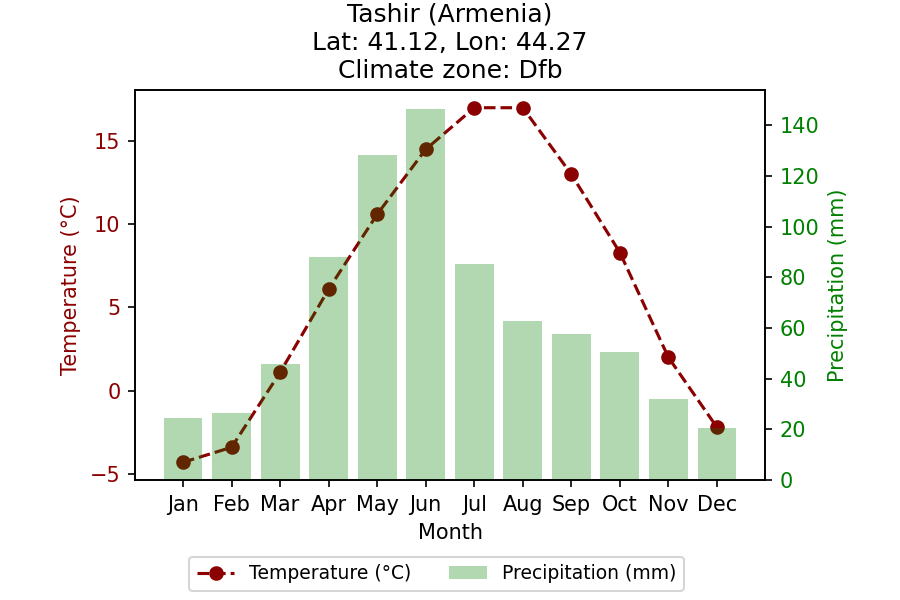 Tashir (Armenia)
Lat: 41.12, Lon: 44.27
Climate zone: Dfb
Temperature (°C)
15
10
5
0
−5
140
120
100
80
60
40
20
0
Precipitation (mm)
Jan Feb Mar Apr May Jun Jul Aug Sep Oct Nov Dec
Month
Temperature (°C) Precipitation (mm)